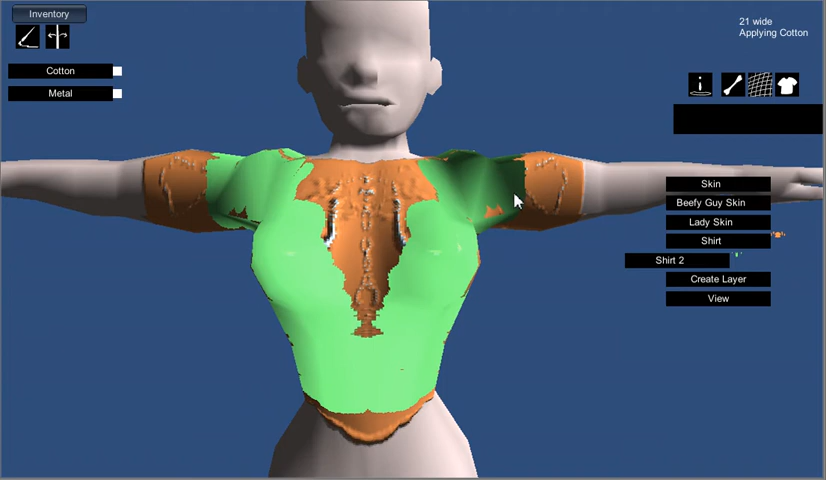 Inventory
21 wide
Applying Cotton
Cotton
Metal
Skin
Beefy Guy Skin
Lady Skin
Shirt
Shirt 2
Create Layer
View